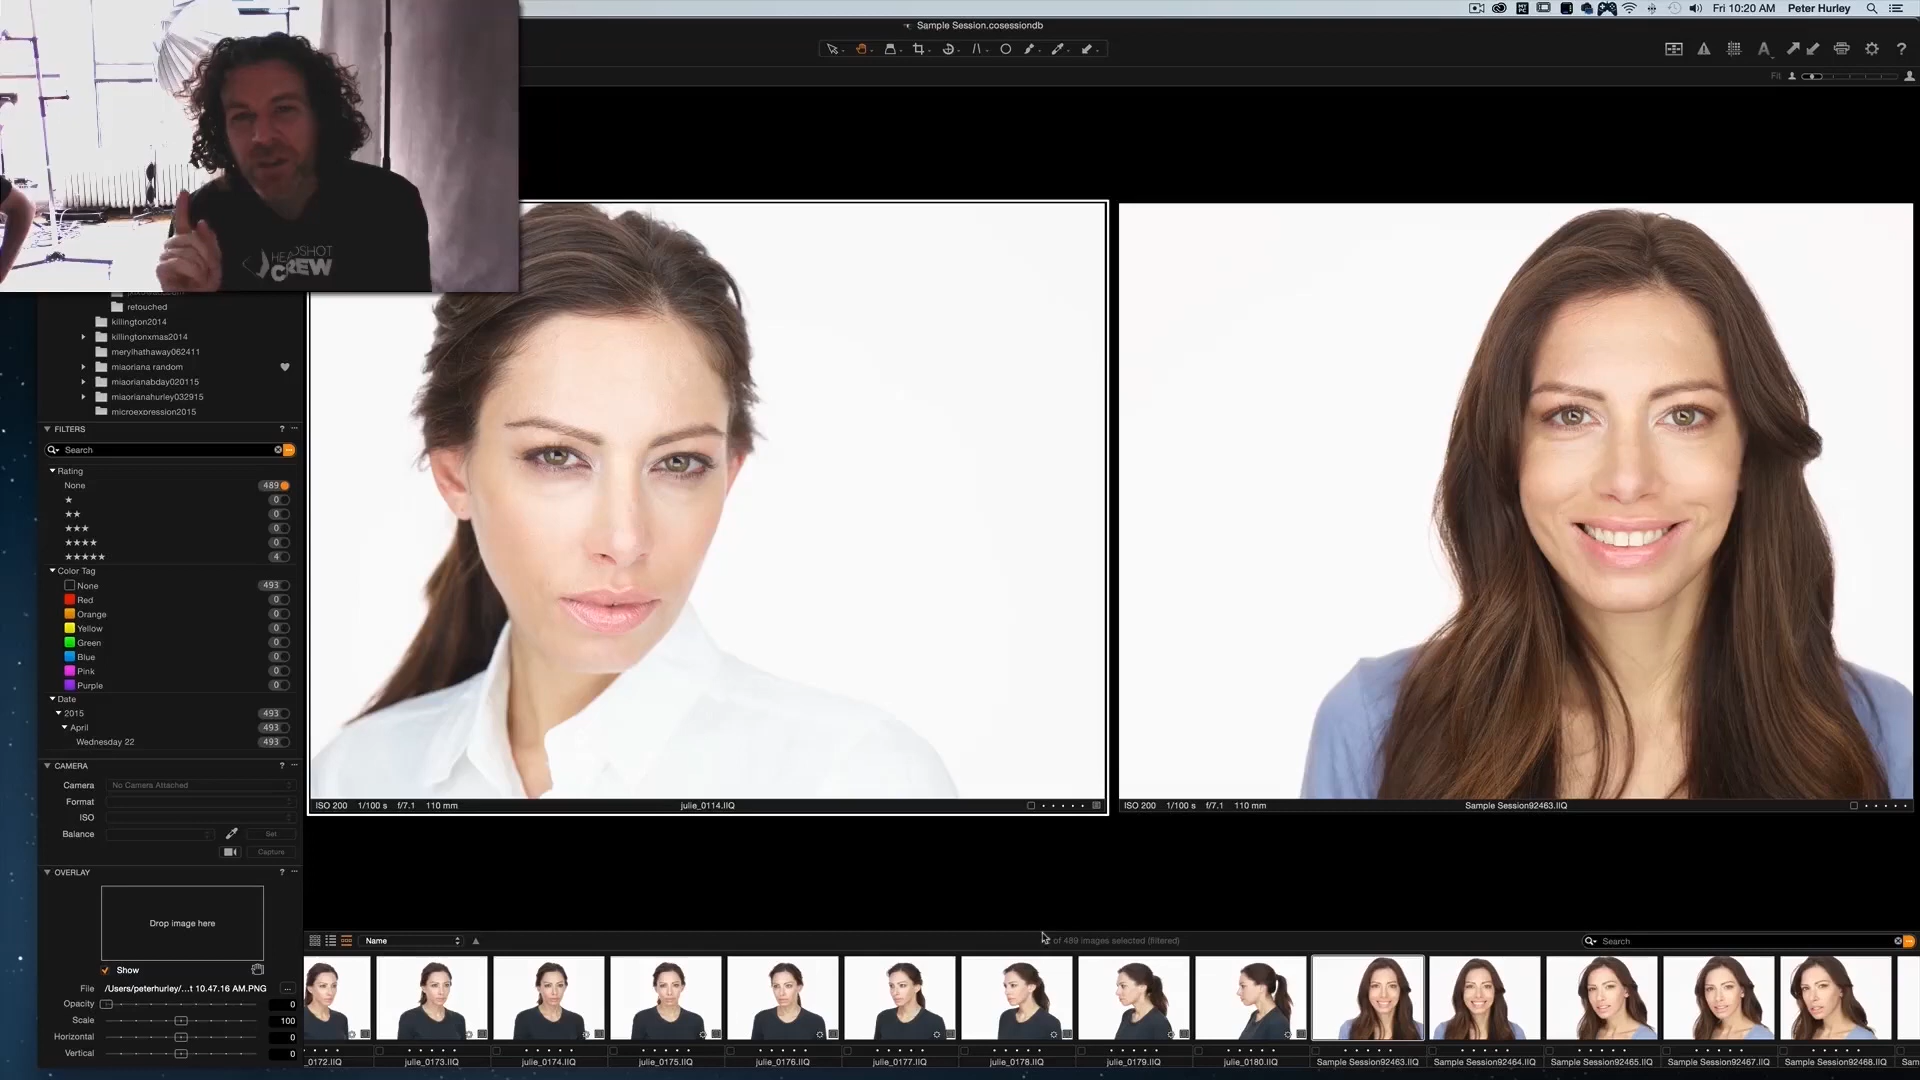 Fri 10:20 AM Peter Hurley
Sample Session.cosessiondb
Fit
HEADSHOT
CREW
retouched
killington2014
killingtonxmas2014
merylhathaway062411
miaoriana random
miaorianabday020115
miaorianahurley032915
microexpression2015
FILTERS ? ...
Search
Rating
None 489
★ 0
★★ 0
★★★ 0
★★★★ 0
★★★★★ 4
Color Tag
None 493
Red 0
Orange 0
Yellow 0
Green 0
Blue 0
Pink 0
Purple 0
Date
2015 493
April 493
Wednesday 22 493
CAMERA ? ...
Camera No Camera Attached
Format
ISO
Balance Set
Capture
OVERLAY ? ...
Drop image here
Show
File /Users/peterhurley/...t 10.47.16 AM.PNG ...
Opacity 0
Scale 100
Horizontal 0
Vertical 0
ISO 200 1/100 s f/7.1 110 mm julie_0114.IIQ
ISO 200 1/100 s f/7.1 110 mm Sample Session92463.IIQ
Name of 489 images selected (filtered) Search
0172.IIQ julie_0173.IIQ julie_0174.IIQ julie_0175.IIQ julie_0176.IIQ julie_0177.IIQ julie_0178.IIQ julie_0179.IIQ julie_0180.IIQ Sample Session92463.IIQ Sample Session92464.IIQ Sample Session92465.IIQ Sample Session92467.IIQ Sample Session92468.IIQ Sam